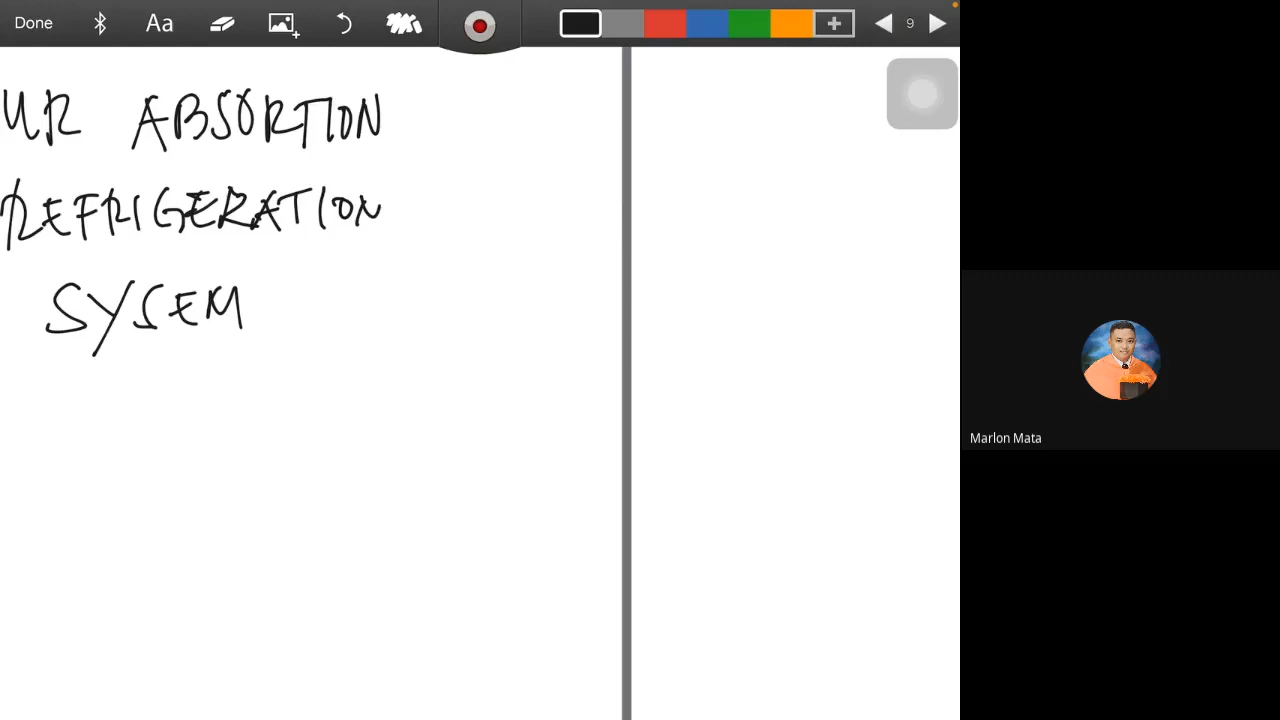 Done Aa 9
UR ABSORTION
REFRIGERATION
SYSEM
Marlon Mata